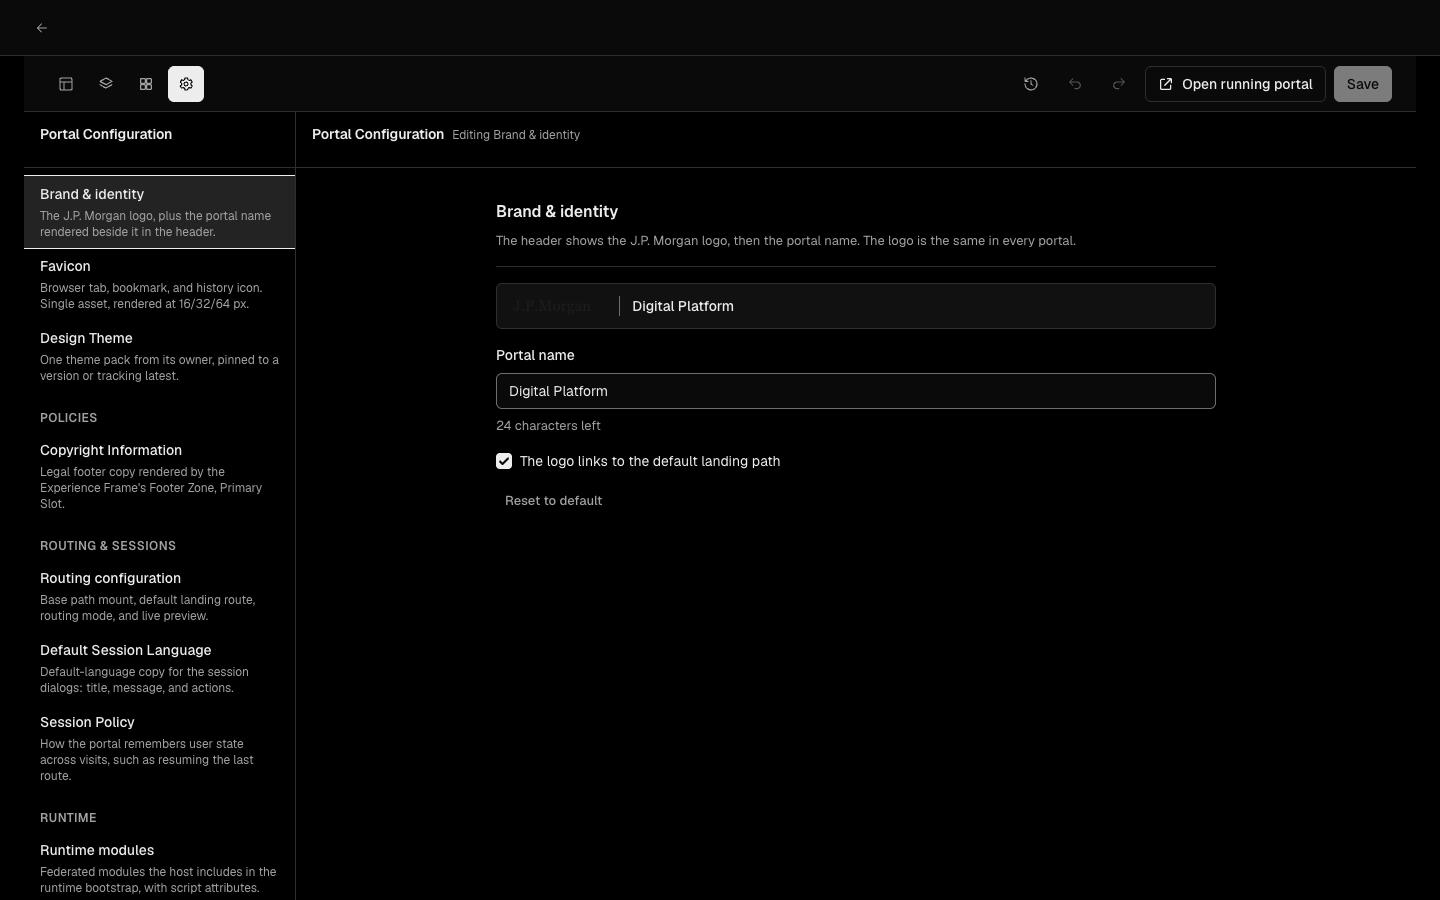 Open running portal
Save
Portal Configuration
Portal Configuration
Editing Brand & identity
Brand & identity
The J.P. Morgan logo, plus the portal name
rendered beside it in the header.
Favicon
Browser tab, bookmark, and history icon.
Single asset, rendered at 16/32/64 px.
Design Theme
One theme pack from its owner, pinned to a
version or tracking latest.
POLICIES
Copyright Information
Legal footer copy rendered by the
Experience Frame's Footer Zone, Primary
Slot.
ROUTING & SESSIONS
Routing configuration
Base path mount, default landing route,
routing mode, and live preview.
Default Session Language
Default-language copy for the session
dialogs: title, message, and actions.
Session Policy
How the portal remembers user state
across visits, such as resuming the last
route.
RUNTIME
Runtime modules
Federated modules the host includes in the
runtime bootstrap, with script attributes.
Brand & identity
The header shows the J.P. Morgan logo, then the portal name. The logo is the same in every portal.
J.P.Morgan
Digital Platform
Portal name
Digital Platform
24 characters left
The logo links to the default landing path
Reset to default